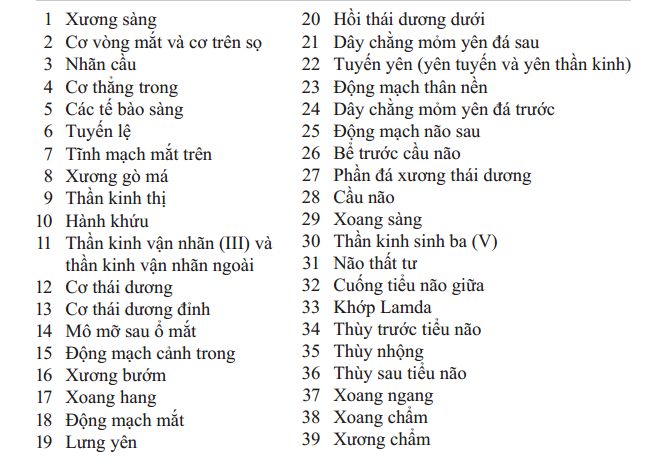 1 Xương sàng
2 Cơ vòng mắt và cơ trên sọ
3 Nhãn cầu
4 Cơ thẳng trong
5 Các tế bào sàng
6 Tuyến lệ
7 Tĩnh mạch mắt trên
8 Xương gò má
9 Thần kinh thị
10 Hành khứu
11 Thần kinh vận nhãn (III) và
thần kinh vận nhãn ngoài
12 Cơ thái dương
13 Cơ thái dương đỉnh
14 Mô mỡ sau ổ mắt
15 Động mạch cảnh trong
16 Xương bướm
17 Xoang hang
18 Động mạch mắt
19 Lưng yên
20 Hồi thái dương dưới
21 Dây chằng mỏm yên đá sau
22 Tuyến yên (yên tuyến và yên thần kinh)
23 Động mạch thân nền
24 Dây chằng mỏm yên đá trước
25 Động mạch não sau
26 Bể trước cầu não
27 Phần đá xương thái dương
28 Cầu não
29 Xoang sàng
30 Thần kinh sinh ba (V)
31 Não thất tư
32 Cuống tiểu não giữa
33 Khớp Lamda
34 Thùy trước tiểu não
35 Thùy nhộng
36 Thùy sau tiểu não
37 Xoang ngang
38 Xoang chẩm
39 Xương chẩm